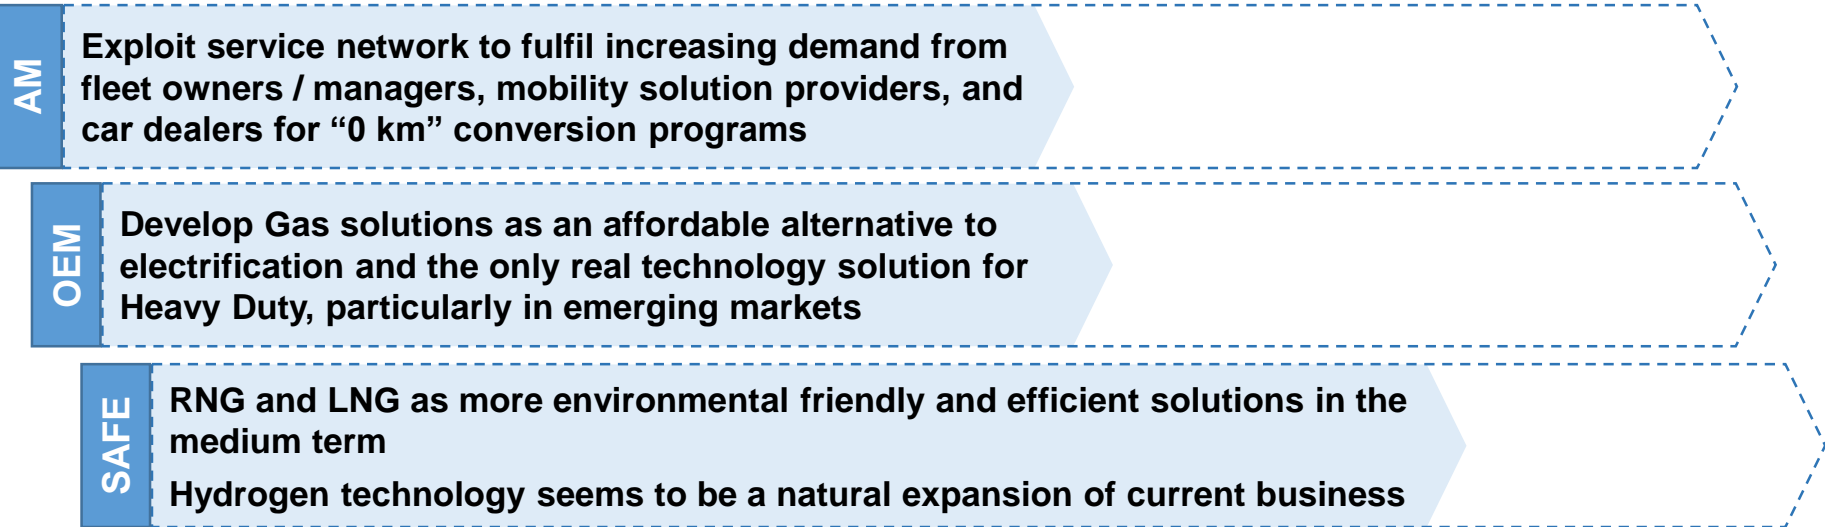 AM
Exploit service network to fulfil increasing demand from
fleet owners / managers, mobility solution providers, and
car dealers for “0 km” conversion programs
OEM
Develop Gas solutions as an affordable alternative to
electrification and the only real technology solution for
Heavy Duty, particularly in emerging markets
SAFE
RNG and LNG as more environmental friendly and efficient solutions in the
medium term
Hydrogen technology seems to be a natural expansion of current business